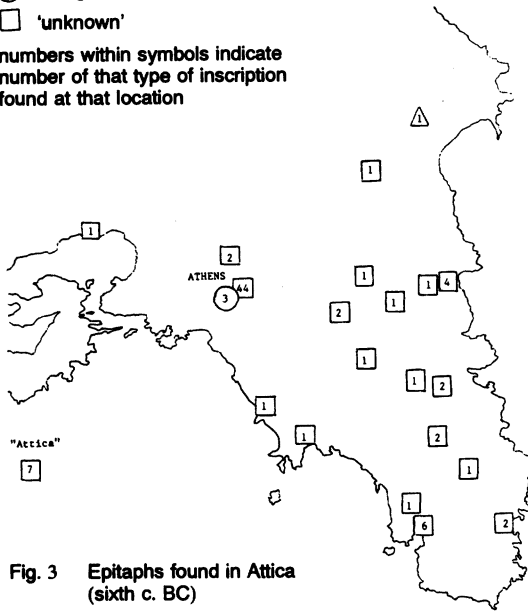 'unknown'
numbers within symbols indicate
number of that type of inscription
found at that location
1
1
1
2
ATHENS
44
3
1
1
4
1
2
1
1
2
1
"Attica"
7
1
2
1
1
6
2
Fig. 3 Epitaphs found in Attica
(sixth c. BC)